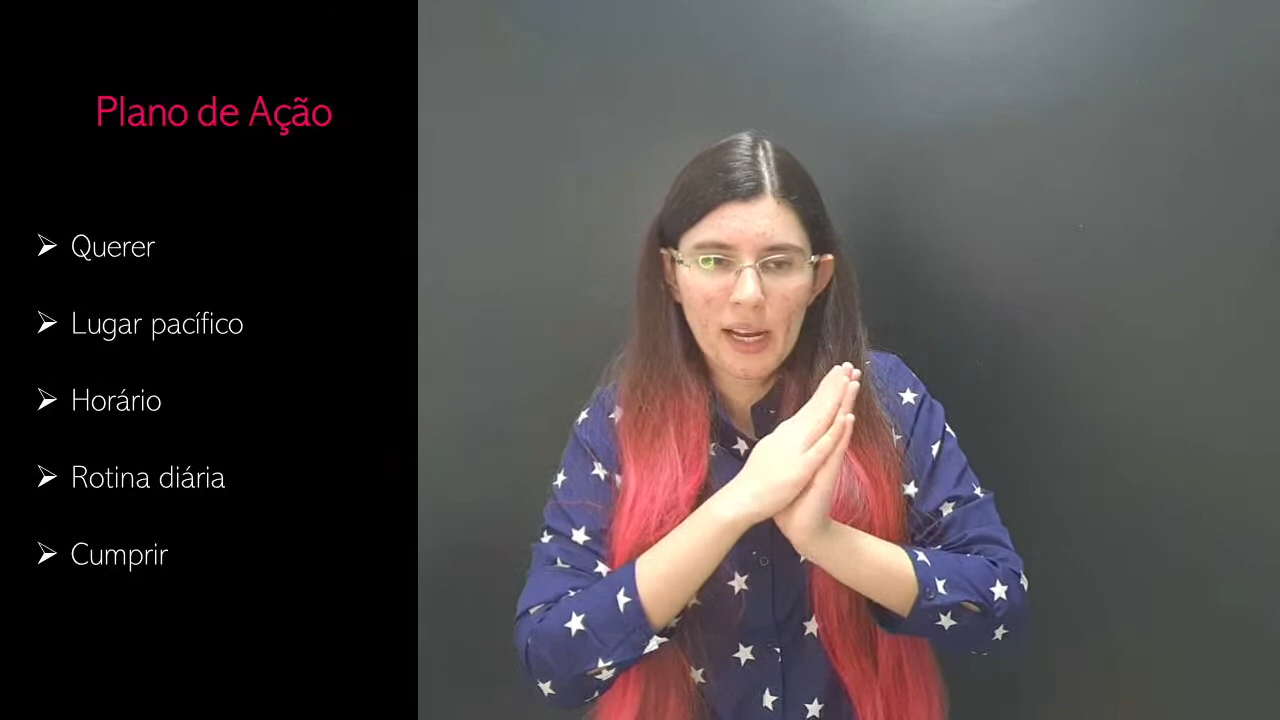 Plano de Ação
Querer
Lugar pacífico
Horário
Rotina diária
Cumprir